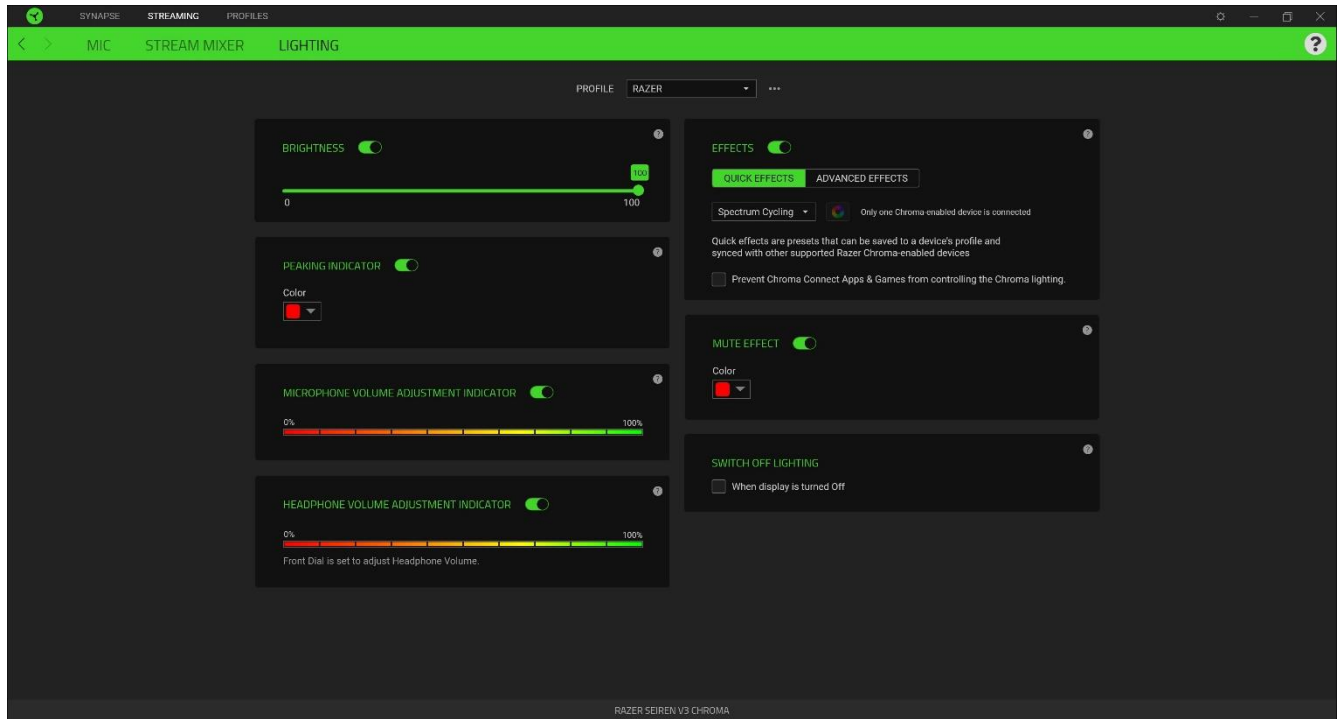 SYNAPSE STREAMING PROFILES
MIC STREAM MIXER LIGHTING
?
PROFILE RAZER
BRIGHTNESS
?
100
0 100
PEAKING INDICATOR
?
Color
MICROPHONE VOLUME ADJUSTMENT INDICATOR
?
0% 100%
HEADPHONE VOLUME ADJUSTMENT INDICATOR
?
0% 100%
Front Dial is set to adjust Headphone Volume.
EFFECTS
?
QUICK EFFECTS ADVANCED EFFECTS
Spectrum Cycling Only one Chroma-enabled device is connected
Quick effects are presets that can be saved to a device's profile and
synced with other supported Razer Chroma-enabled devices
Prevent Chroma Connect Apps & Games from controlling the Chroma lighting.
MUTE EFFECT
?
Color
SWITCH OFF LIGHTING
?
When display is turned Off
RAZER SEIREN V3 CHROMA